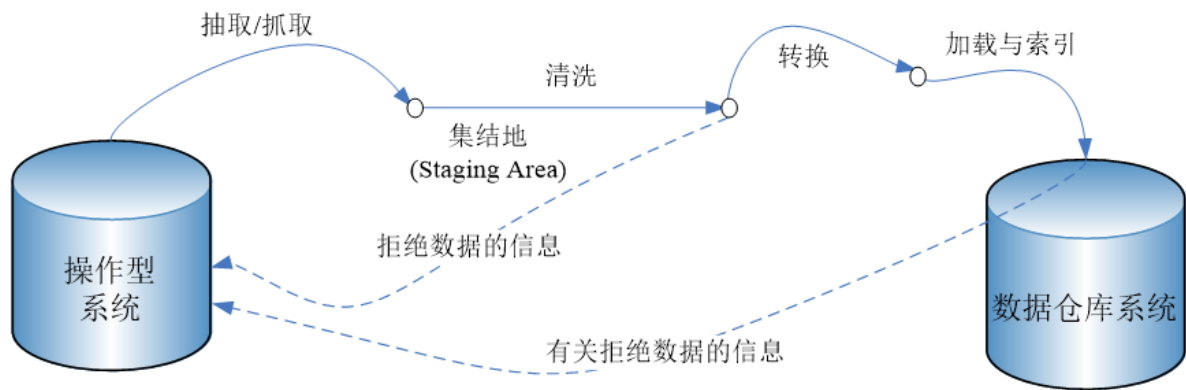 抽取/抓取
清洗
转换
加载与索引
集结地
(Staging Area)
拒绝数据的信息
操作型
系统
数据仓库系统
有关拒绝数据的信息